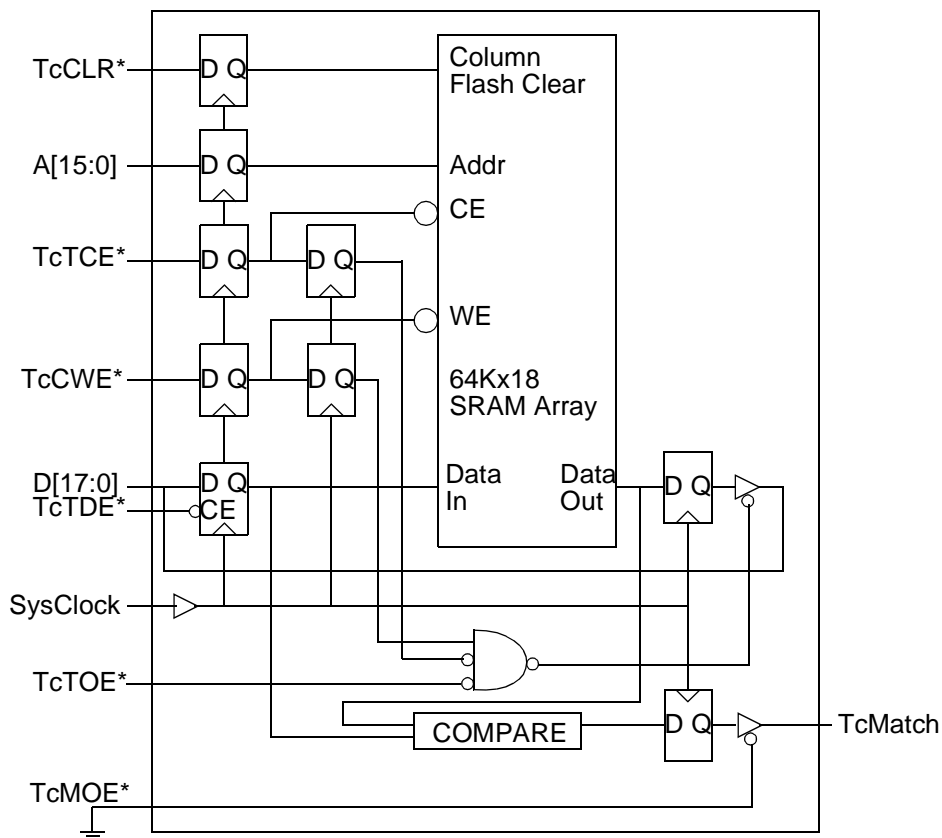 TcCLR*
D Q
Column
Flash Clear
A[15:0]
D Q
Addr
CE
TcTCE*
D Q
D Q
WE
TcCWE*
D Q
D Q
64Kx18
SRAM Array
D[17:0]
D Q
Data
In
Data
Out
D Q
TcTDE*
CE
SysClock
TcTOE*
COMPARE
D Q
TcMatch
TcMOE*